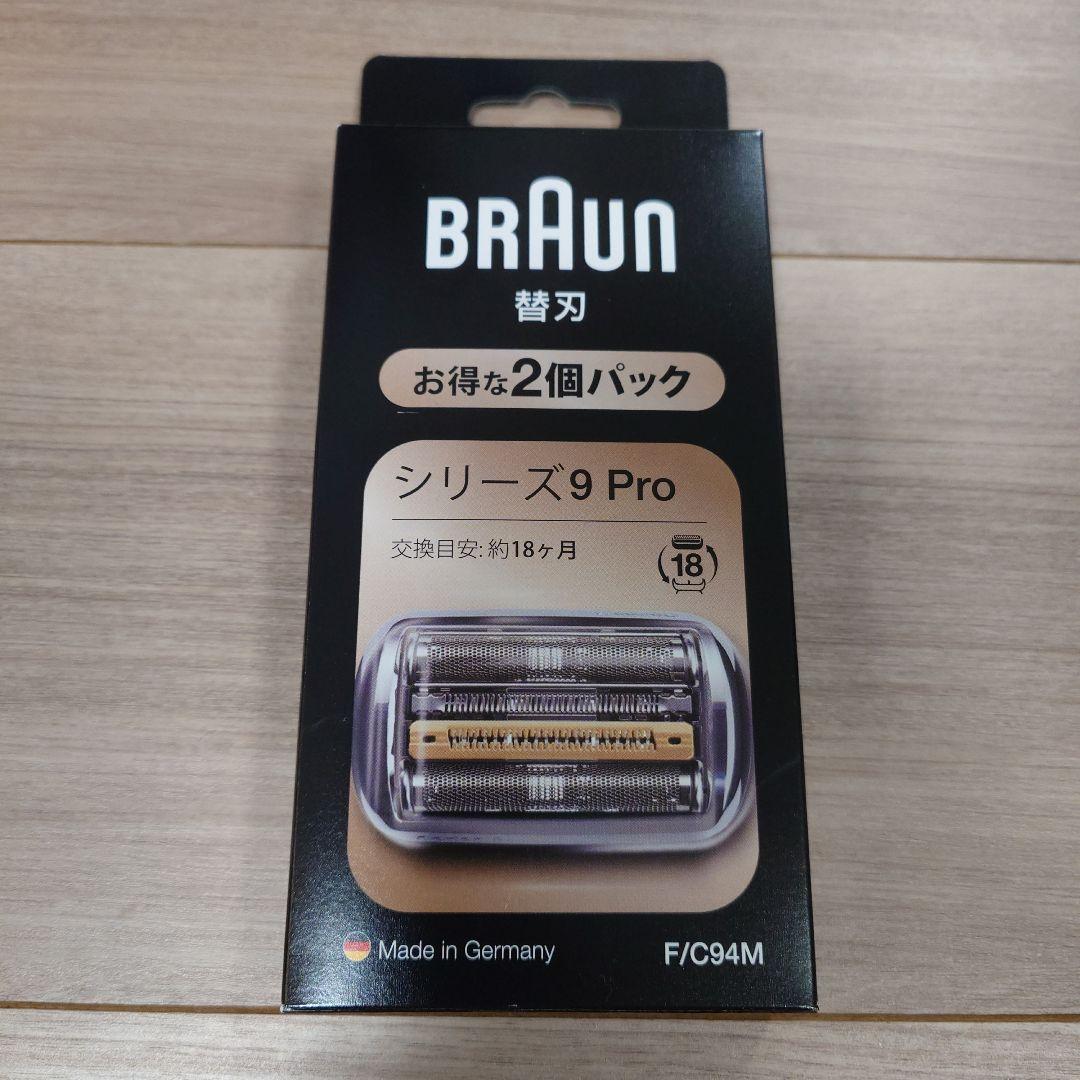 BRAUN
替刃
お得な2個パック
シリーズ9 Pro
交換目安: 約18ヶ月
18
Made in Germany
F/C94M